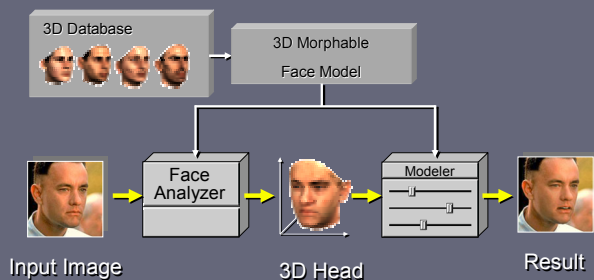 3D Database
3D Morphable
Face Model
Face
Analyzer
Modeler
Input Image
3D Head
Result